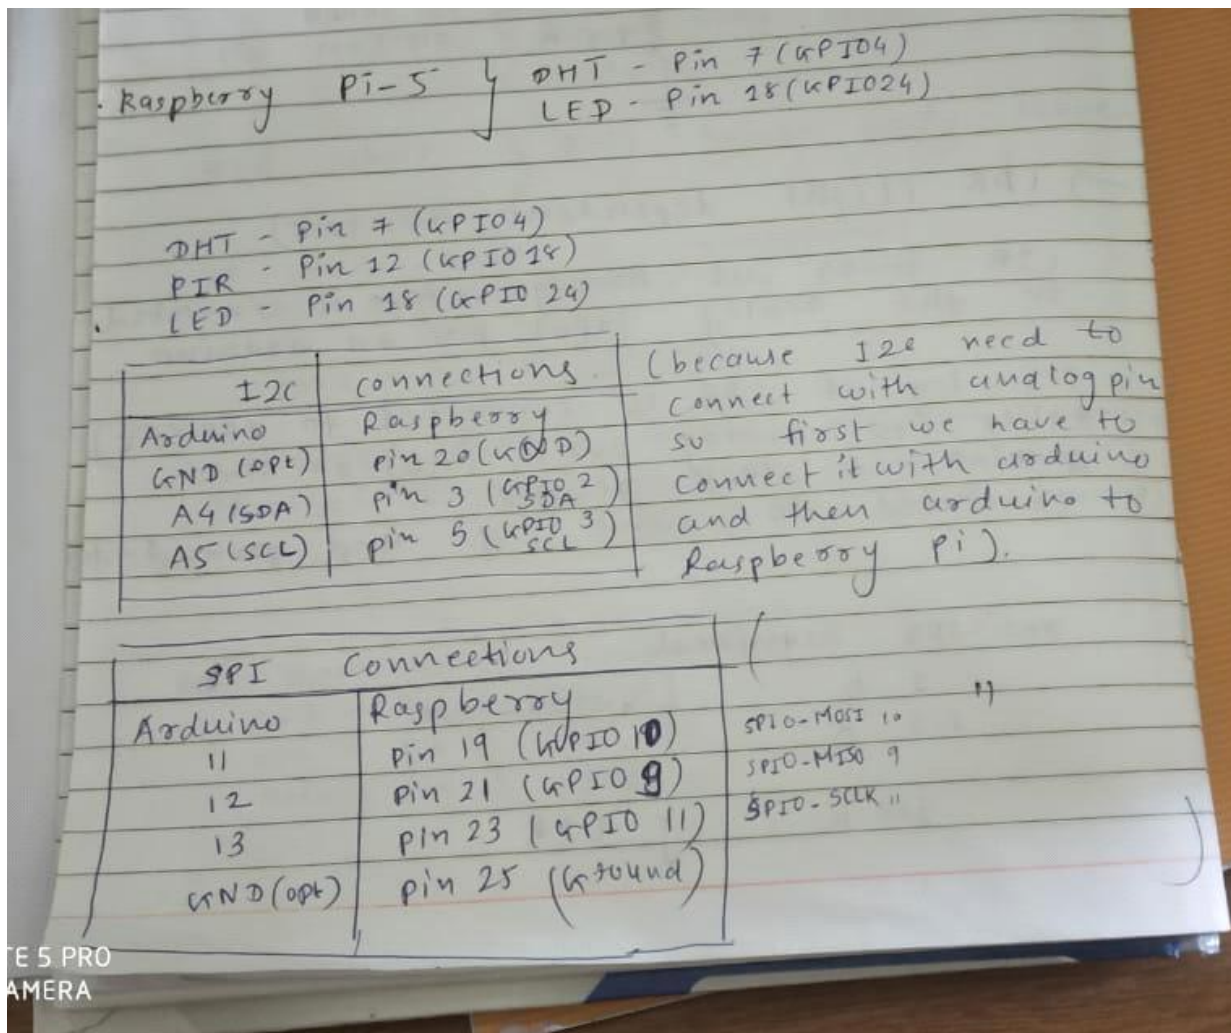 . Raspberry Pi-5 { DHT - Pin 7 (GPIO4)
LED - Pin 18 (GPIO24)
DHT - Pin 7 (GPIO4)
PIR - Pin 12 (GPIO 18)
. LED - Pin 18 (GPIO 24)
I2C connections.
Arduino Raspberry
GND (opt) pin 20 (GND)
A4 (SDA) pin 3 (GPIO 2 SDA)
A5 (SCL) pin 5 (GPIO 3 SCL)
(because I2C need to
connect with analog pin
so first we have to
connect it with arduino
and then arduino to
Raspberry Pi).
SPI Connections (
Arduino Raspberry "
11 Pin 19 (GPIO 10) SPIO-MOSI 10
12 Pin 21 (GPIO 9) SPIO-MISO 9
13 pin 23 (GPIO 11) SPIO-SCLK 11
GND (opt) pin 25 (Ground) )
TE 5 PRO
AMERA